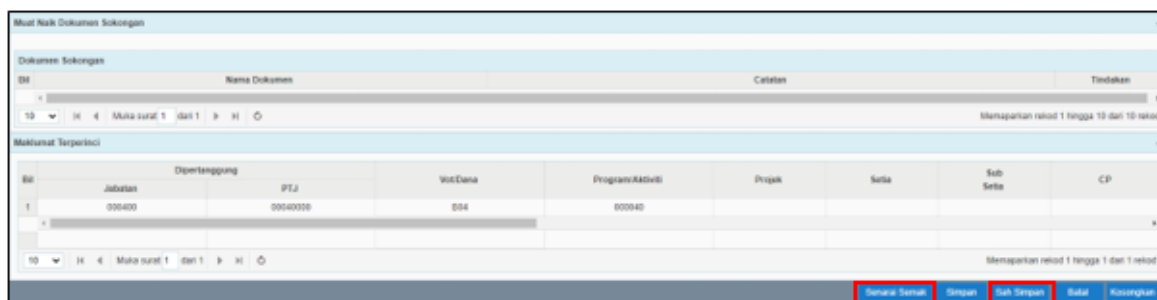 Muat Naik Dokumen Sokongan
Dokumen Sokongan
Bil Nama Dokumen Catatan Tindakan
10 Muka surat 1 dari 1 Memaparkan rekod 1 hingga 10 dari 10 rekod
Maklumat Terperinci
Bil Dipertanggung Vot/Dana Program/Aktiviti Projek Setia Sub Setia CP
Jabatan PTJ
1 000400 00040000 B04 000040
10 Muka surat 1 dari 1 Memaparkan rekod 1 hingga 1 dari 1 rekod
Senarai Semak Simpan Sah Simpan Batal Kosongkan